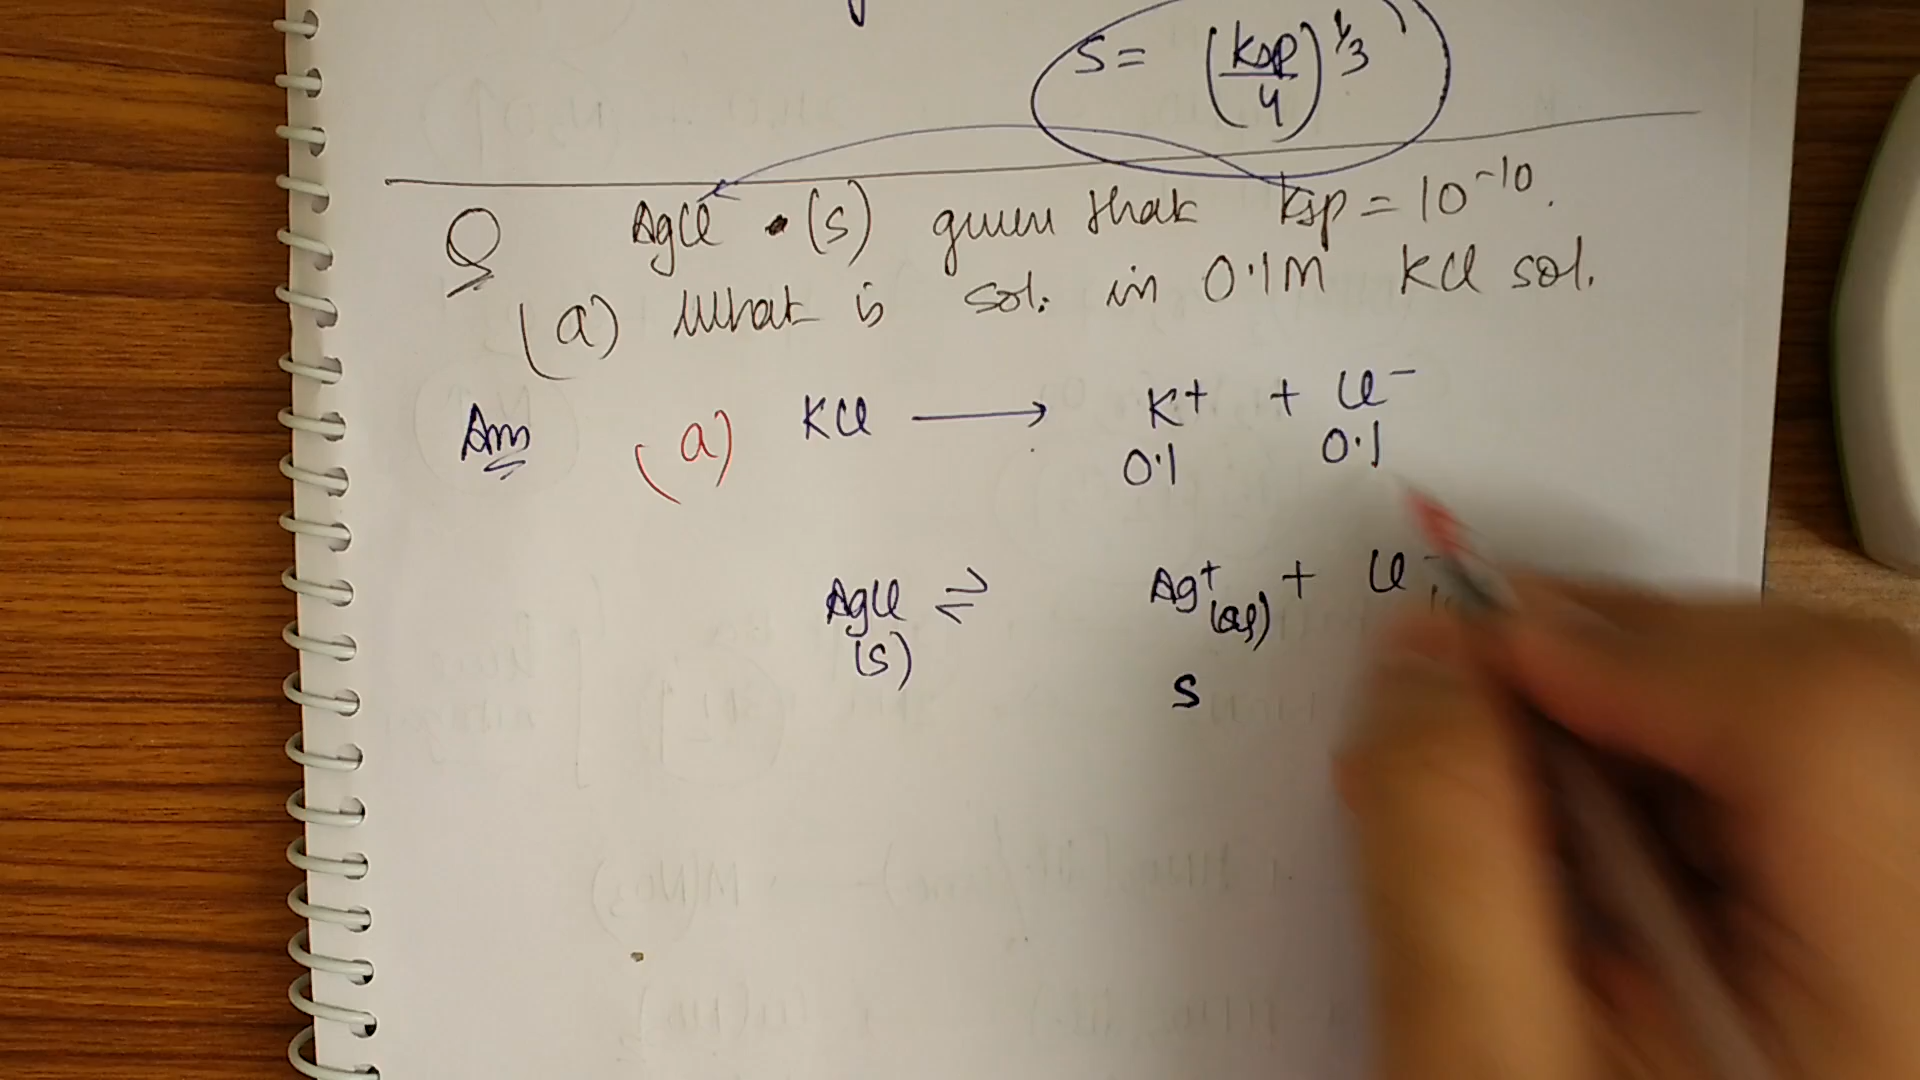 S = (Ksp/4)^1/3
Q AgCl (s) given that Ksp = 10^-10.
(a) What is sol. in 0.1M KCl sol.
Ans (a) KCl ⟶ K+ + Cl-
0.1 0.1
AgCl ⇌ Ag+ (aq) + Cl-
(s)
S